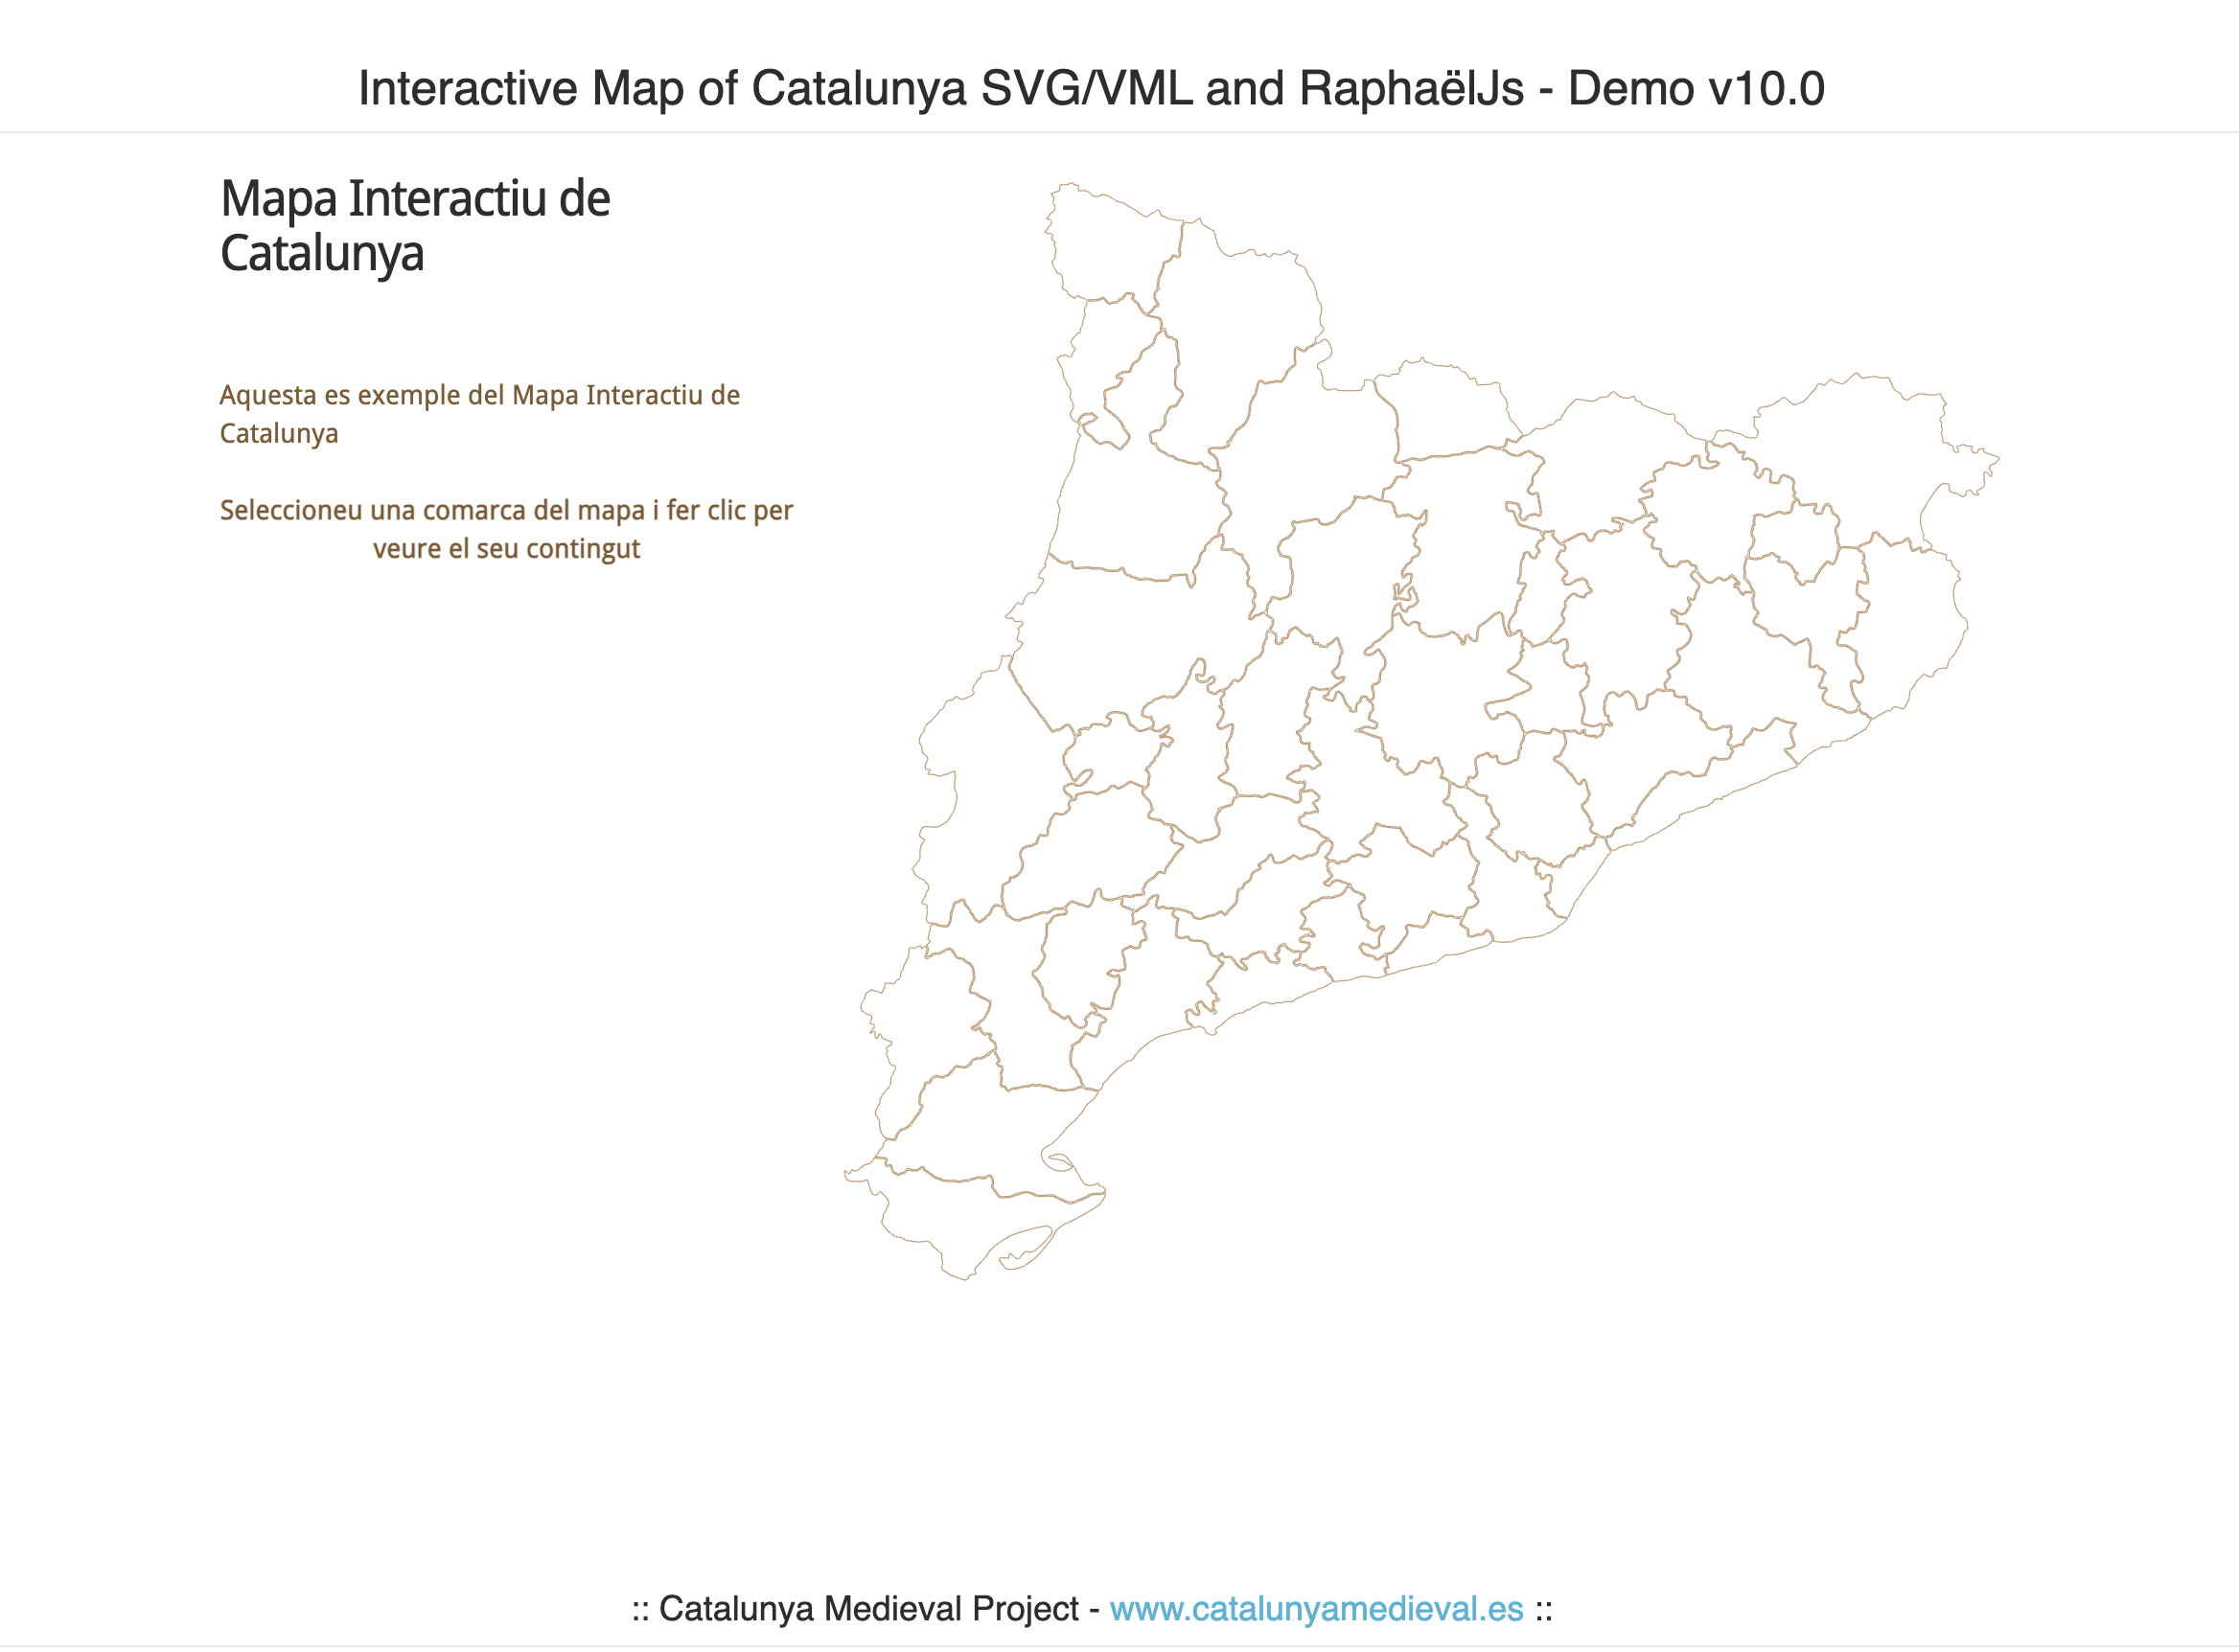 Interactive Map of Catalunya SVG/VML and RaphaëlJs - Demo v10.0
Mapa Interactiu de
Catalunya
Aquesta es exemple del Mapa Interactiu de
Catalunya
Seleccioneu una comarca del mapa i fer clic per
veure el seu contingut
:: Catalunya Medieval Project - www.catalunyamedieval.es ::